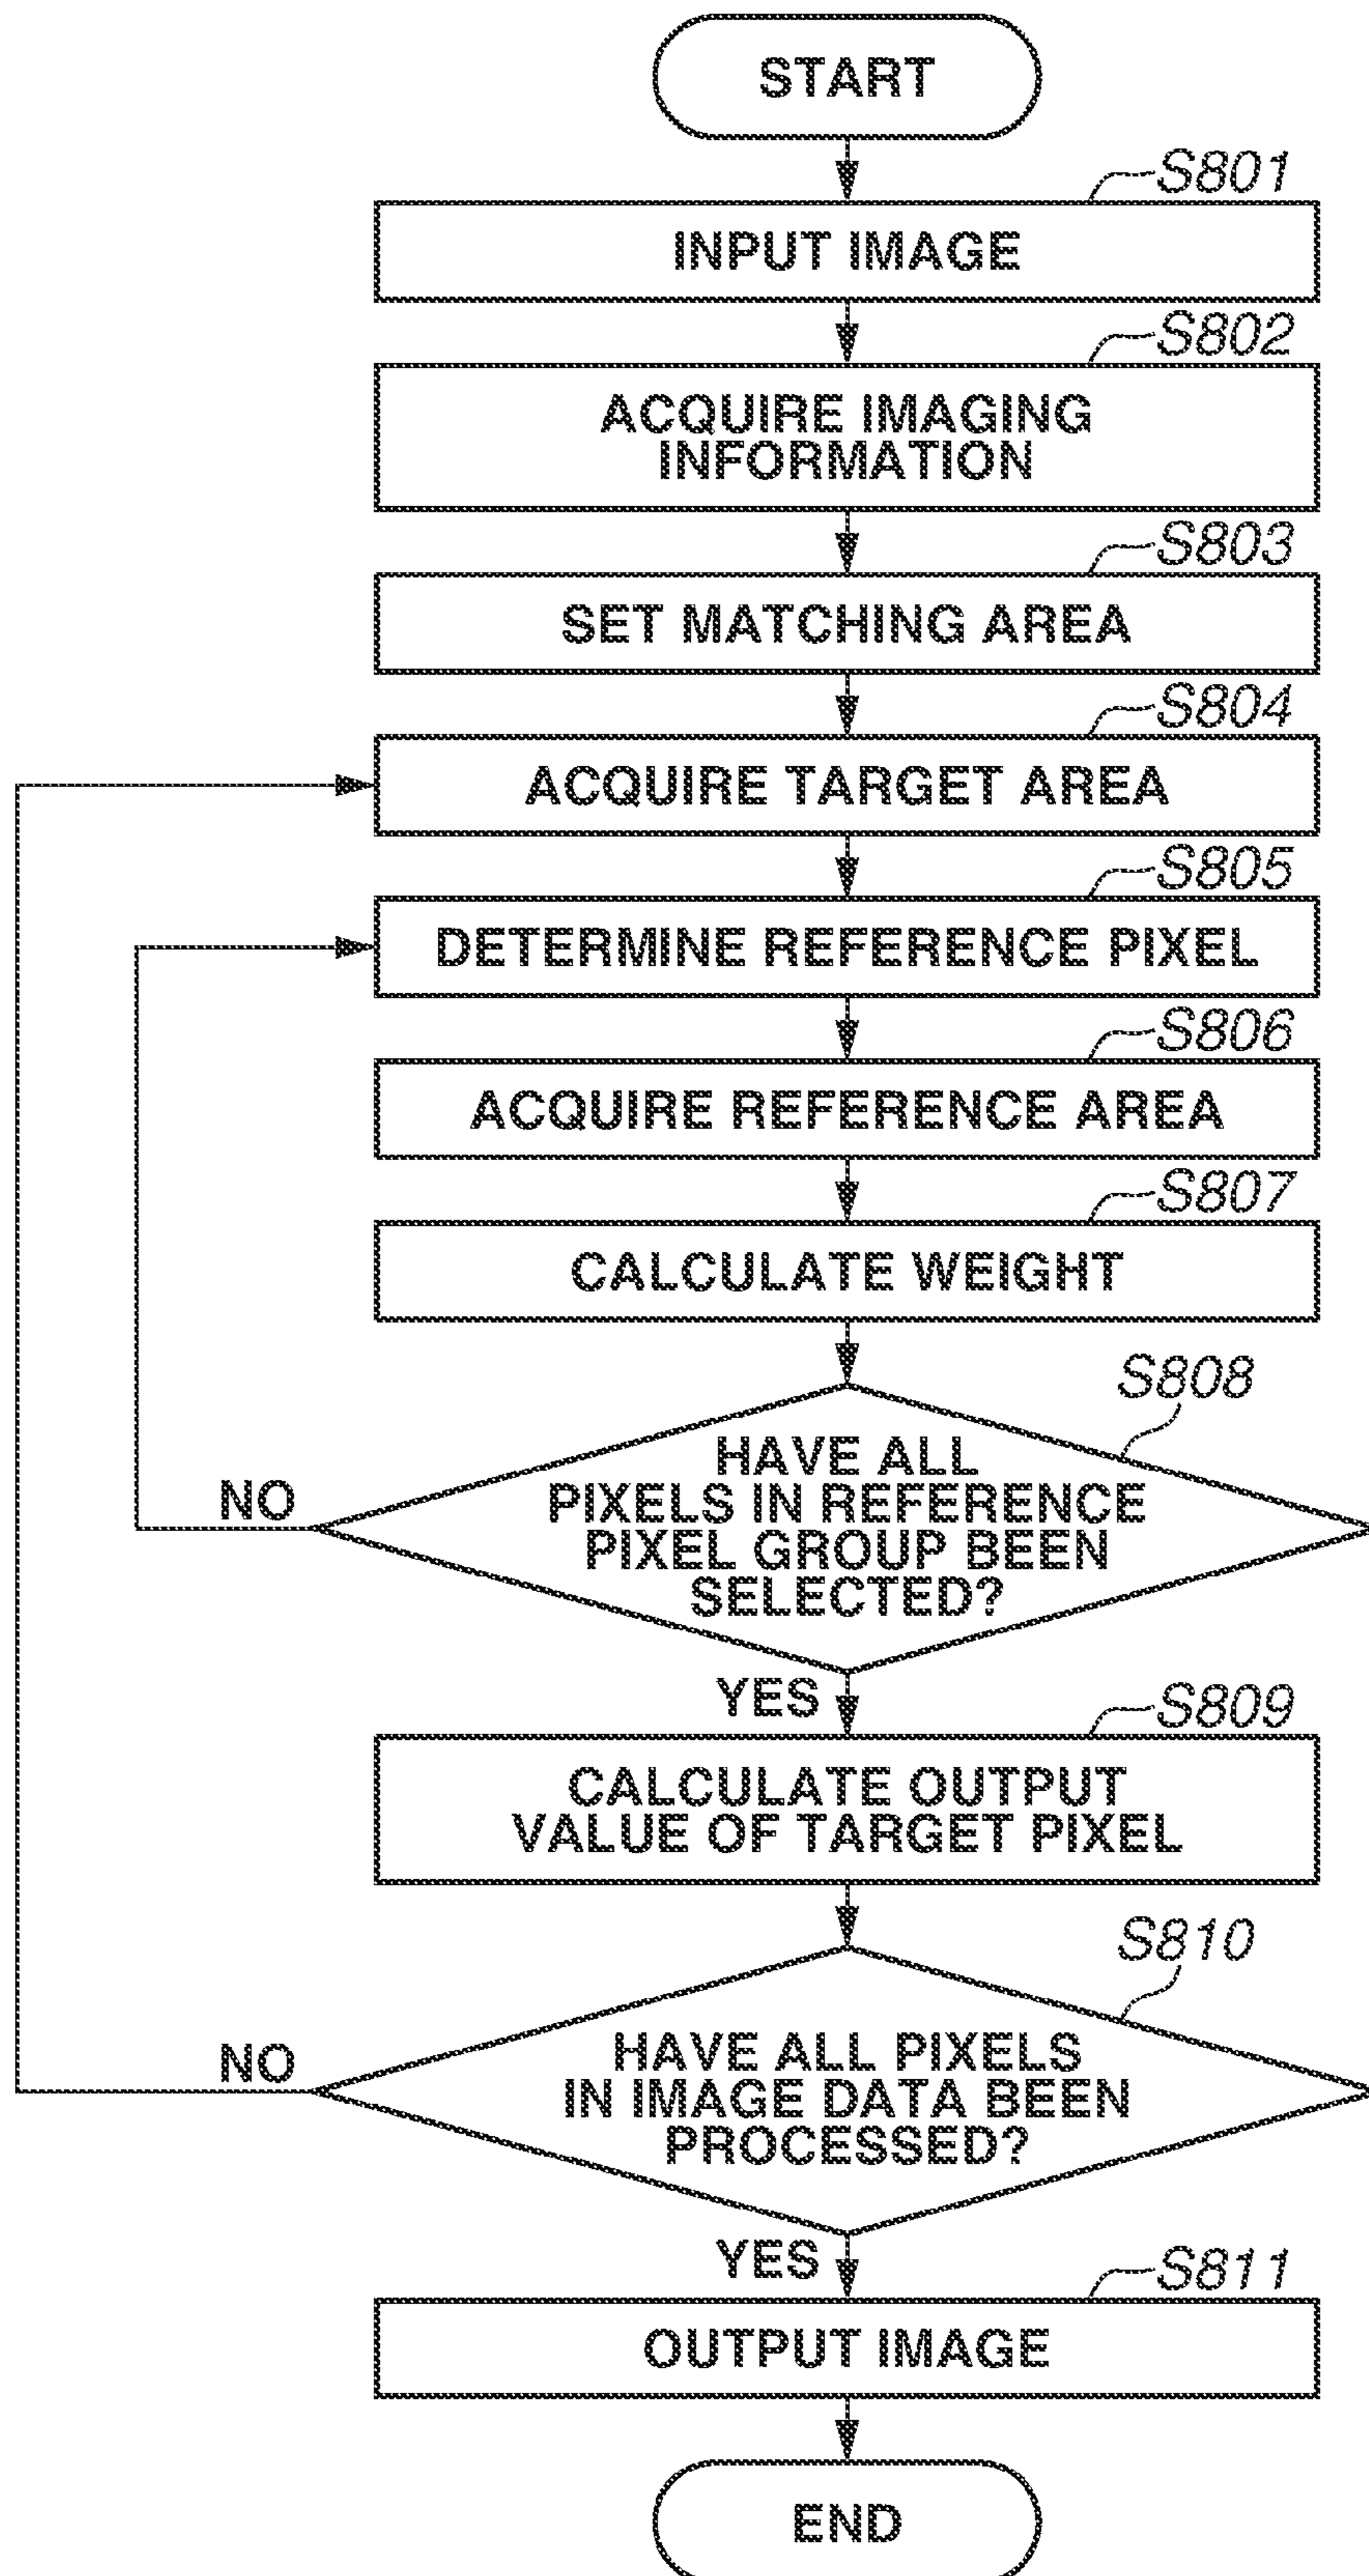 START
S801
INPUT IMAGE
S802
ACQUIRE IMAGING
INFORMATION
S803
SET MATCHING AREA
S804
ACQUIRE TARGET AREA
S805
DETERMINE REFERENCE PIXEL
S806
ACQUIRE REFERENCE AREA
S807
CALCULATE WEIGHT
S808
HAVE ALL
PIXELS IN REFERENCE
PIXEL GROUP BEEN
SELECTED?
NO
YES
S809
CALCULATE OUTPUT
VALUE OF TARGET PIXEL
S810
HAVE ALL PIXELS
IN IMAGE DATA BEEN
PROCESSED?
NO
YES
S811
OUTPUT IMAGE
END